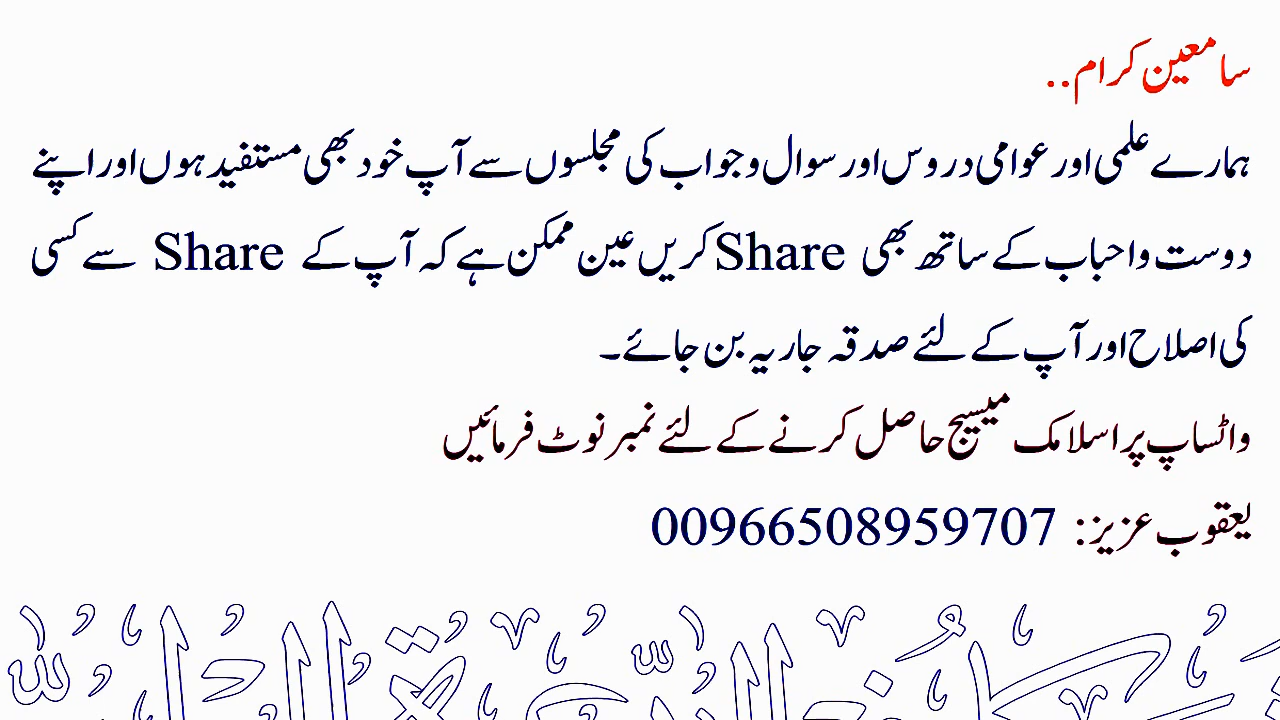 سامعین کرام..
ہمارے علمی اور عوامی دروس اور سوال و جواب کی مجلسوں سے آپ خود بھی مستفید ہوں اور اپنے
دوست واحباب کے ساتھ بھی Share کریں عین ممکن ہے کہ آپ کے Share سے کسی
کی اصلاح اور آپ کے لئے صدقہ جاریہ بن جائے۔
واٹساپ پر اسلامک میسیج حاصل کرنے کے لئے نمبر نوٹ فرمائیں
یعقوب عزیز: 00966508959707